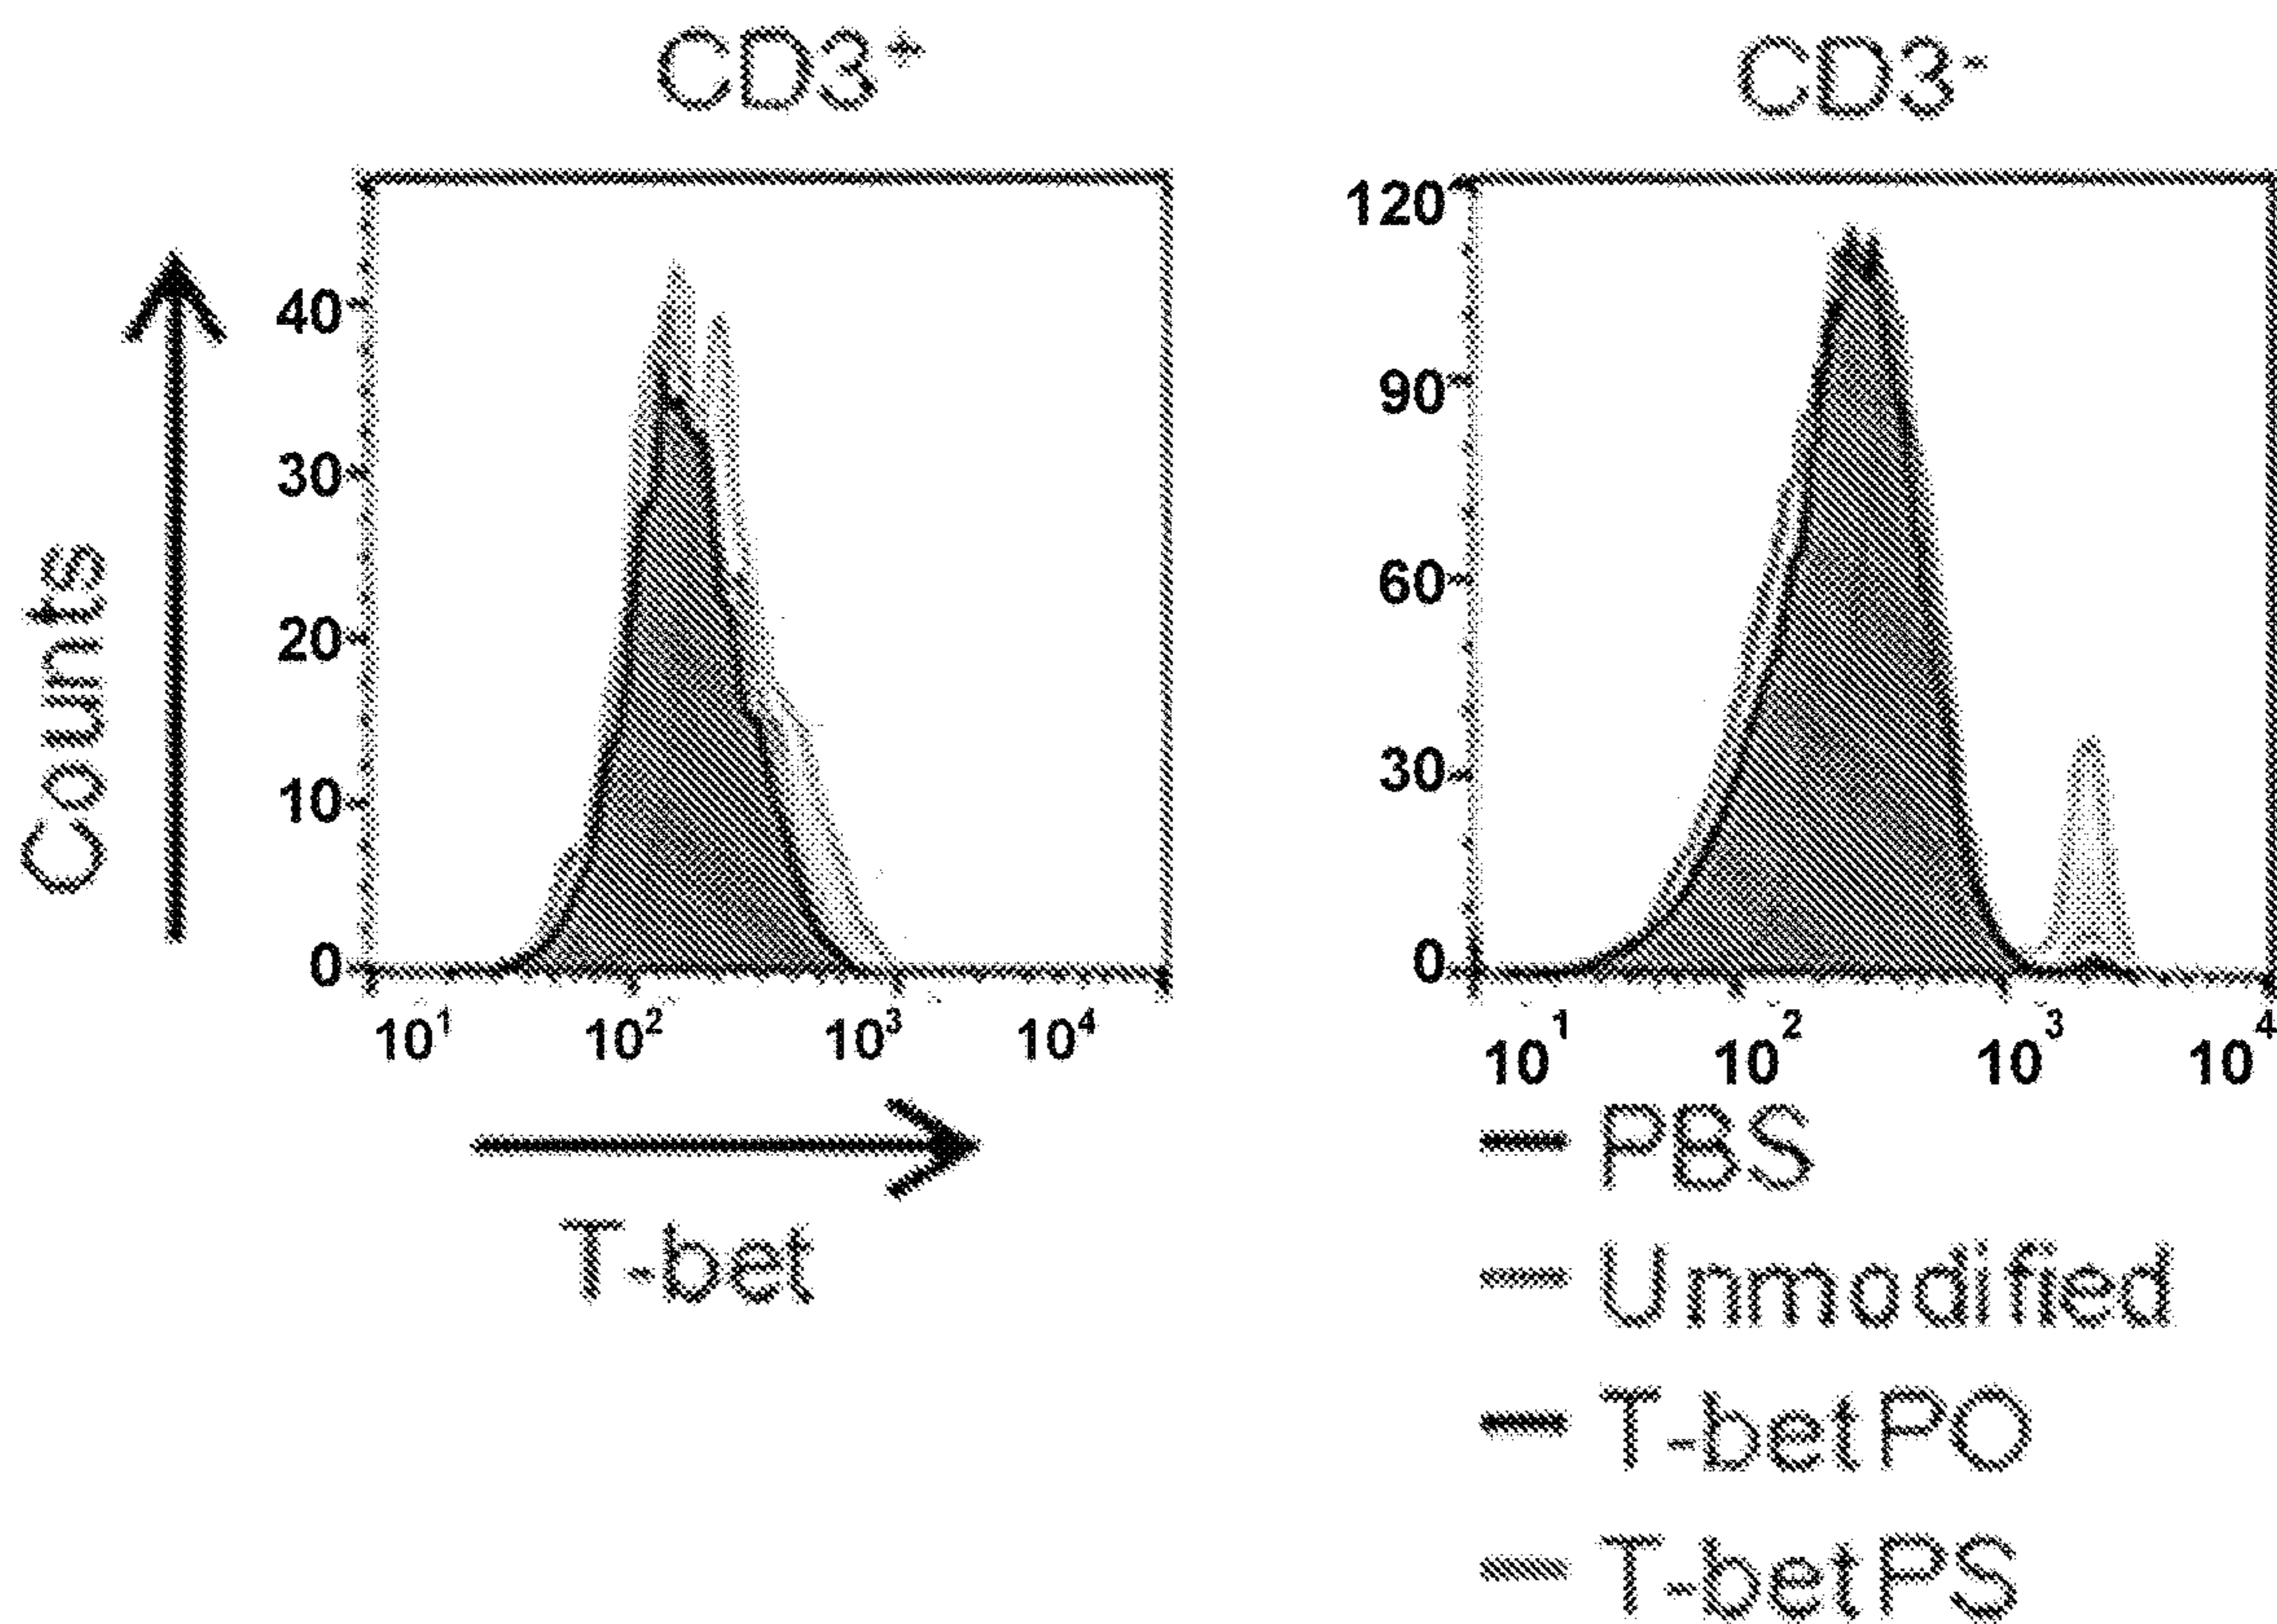 CD3⁺
CD3⁻
Counts
40
30
20
10
0
10¹ 10² 10³ 10⁴
T-bet
120
90
60
30
0
10¹ 10² 10³ 10⁴
PBS
Unmodified
T-bet PO
T-bet PS